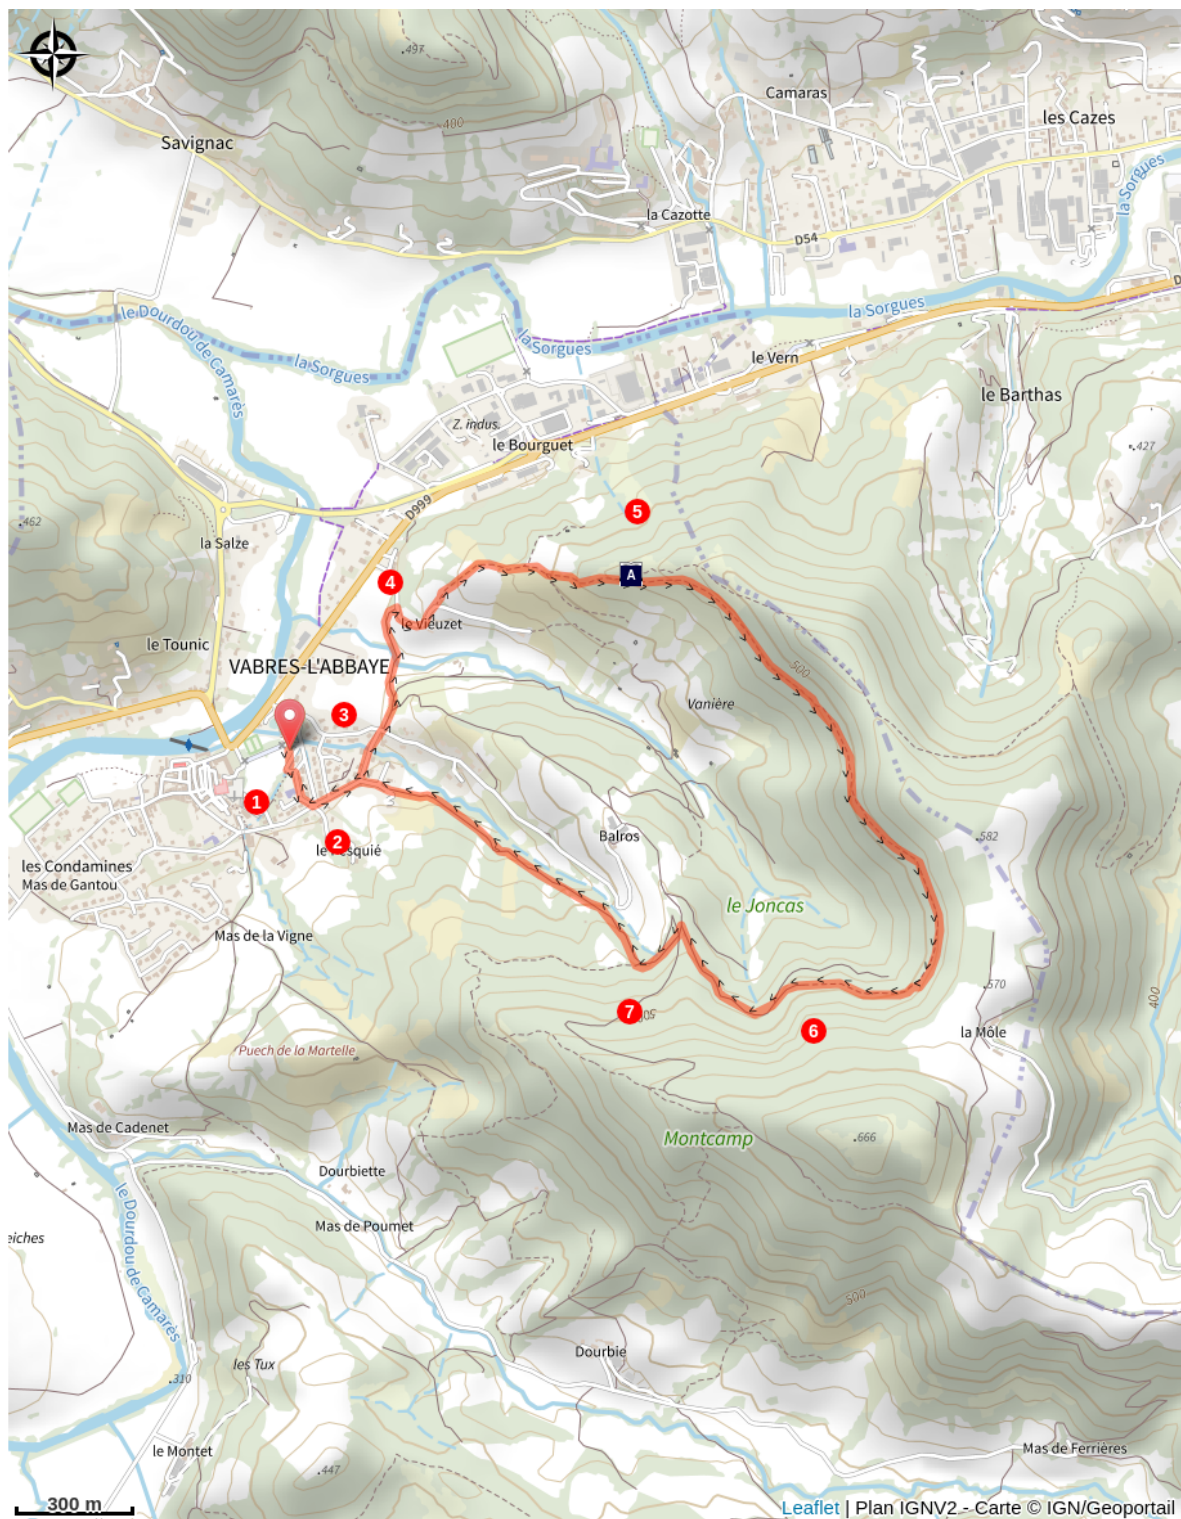 497
Camaras
les Cazes
400
Savignac
la Sorgues
la Cazotte
D54
le Dourdou de Camarès
la Sorgues
la Sorgues
la Sorgues
le Vern
le Barthas
Z. indus.
le Bourguet
427
D999
5
462
la Salze
A
4
le Vieuzet
le Tounic
VABRES-L'ABBAYE
500
Vanière
3
1
582
2
Balros
les Condamines
Mas de Gantou
le Joncas
Mas de la Vigne
570
400
7
6
la Môle
Puech de la Martelle
Mas de Cadenet
Montcamp
666
Dourbiette
Mas de Poumet
le Dourdou de Camarès
500
Dourbie
les Tux
310
le Montet
Mas de Ferrières
447
300 m
Leaflet | Plan IGNV2 - Carte © IGN/Geoportail